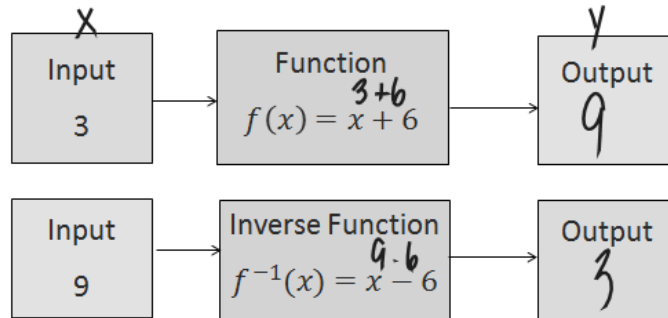 X
Y
Input
3
Function
3+6
f(x) = x + 6
Output
9
Input
9
Inverse Function
9-6
f⁻¹(x) = x − 6
Output
3